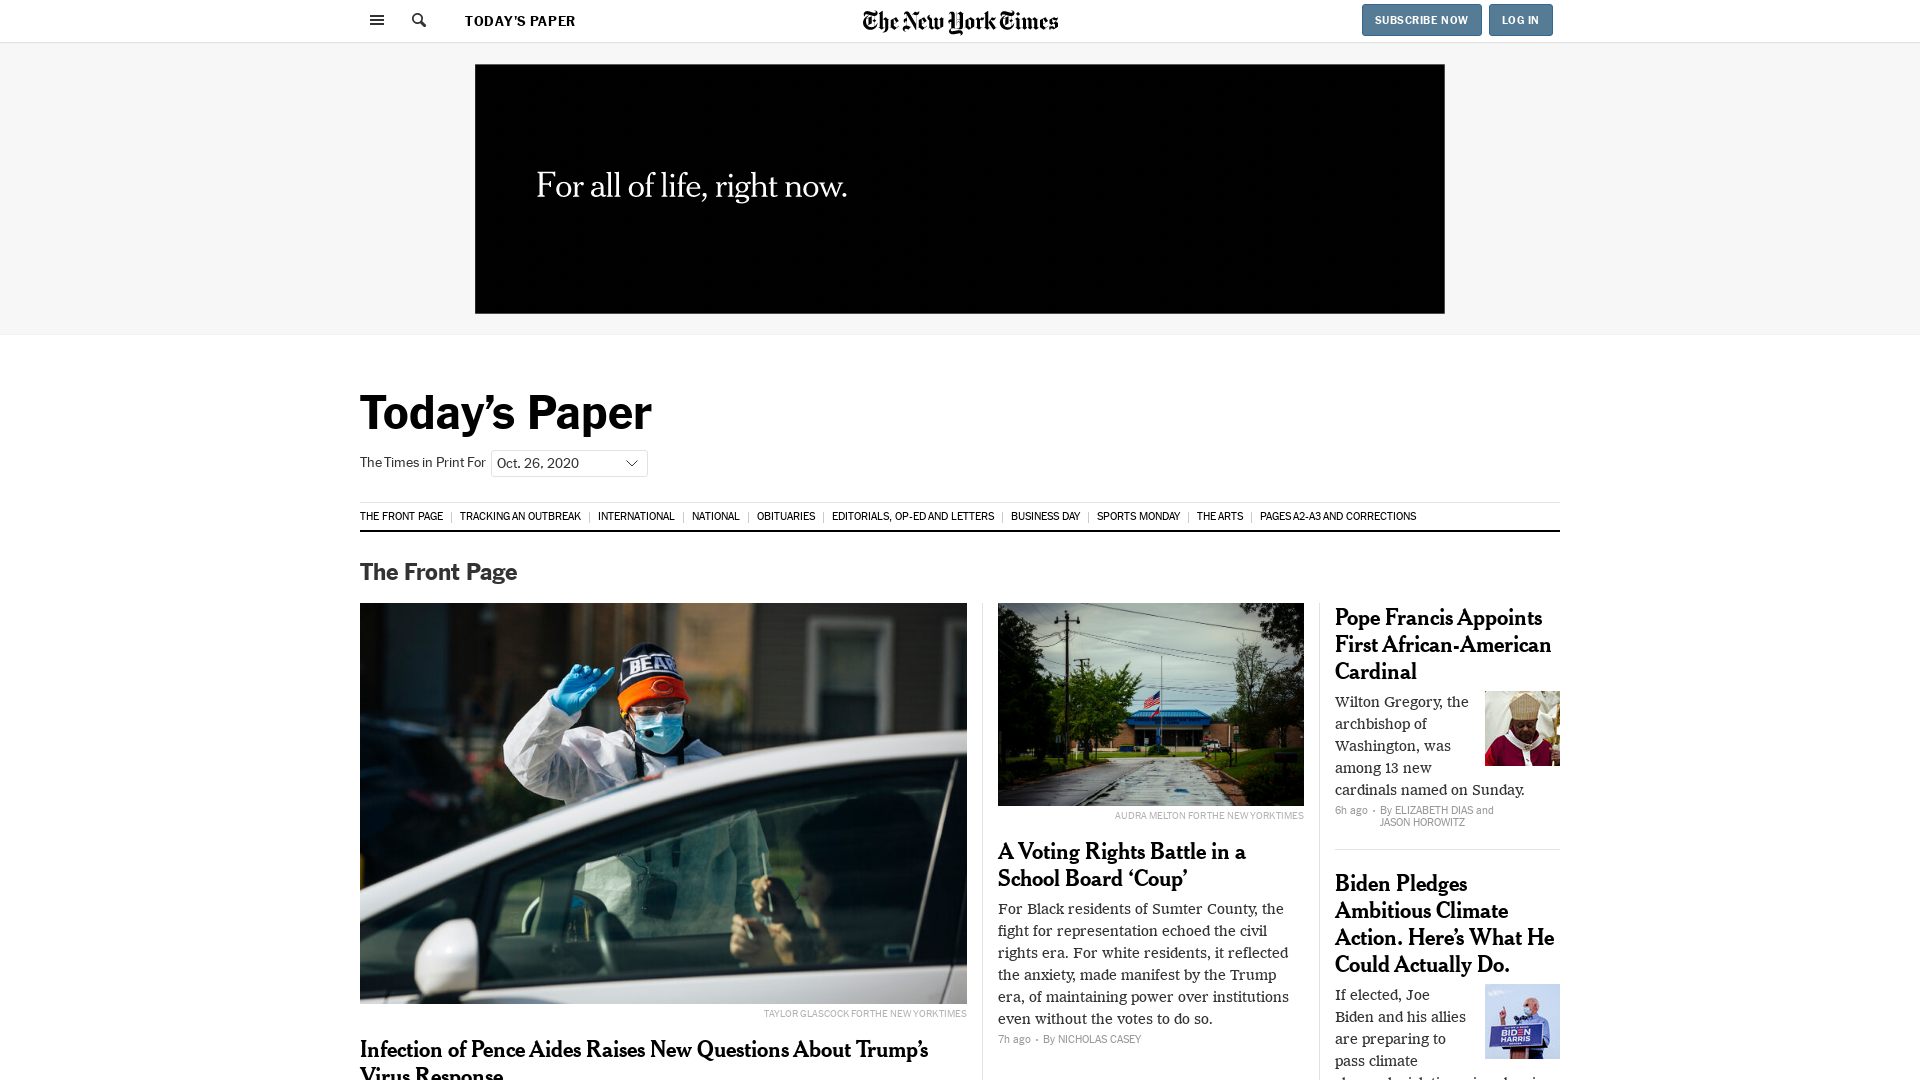 TODAY'S PAPER
The New York Times
SUBSCRIBE NOW
LOG IN
For all of life, right now.
Today’s Paper
The Times in Print For Oct. 26, 2020
THE FRONT PAGE
TRACKING AN OUTBREAK
INTERNATIONAL
NATIONAL
OBITUARIES
EDITORIALS, OP-ED AND LETTERS
BUSINESS DAY
SPORTS MONDAY
THE ARTS
PAGES A2-A3 AND CORRECTIONS
The Front Page
BEAR
TAYLOR GLASCOCK FOR THE NEW YORK TIMES
Infection of Pence Aides Raises New Questions About Trump’s
Virus Response
AUDRA MELTON FOR THE NEW YORK TIMES
A Voting Rights Battle in a
School Board ‘Coup’
For Black residents of Sumter County, the
fight for representation echoed the civil
rights era. For white residents, it reflected
the anxiety, made manifest by the Trump
era, of maintaining power over institutions
even without the votes to do so.
7h ago · By NICHOLAS CASEY
Pope Francis Appoints
First African-American
Cardinal
Wilton Gregory, the
archbishop of
Washington, was
among 13 new
cardinals named on Sunday.
6h ago · By ELIZABETH DIAS and
JASON HOROWITZ
Biden Pledges
Ambitious Climate
Action. Here’s What He
Could Actually Do.
If elected, Joe
Biden and his allies
are preparing to
pass climate
BIDEN
HARRIS